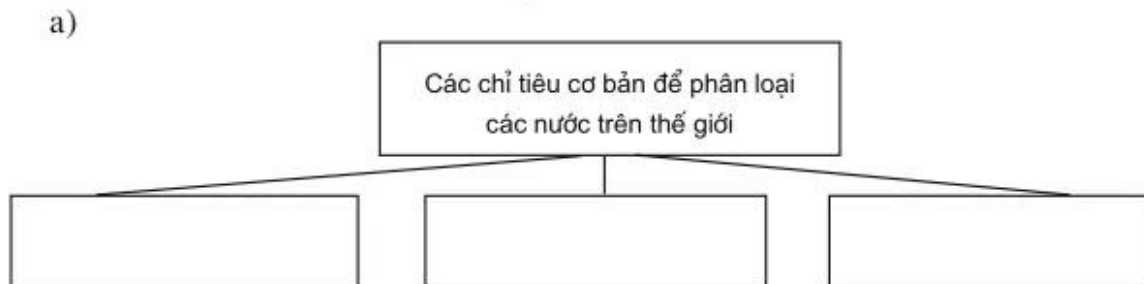 a)
Các chỉ tiêu cơ bản để phân loại
các nước trên thế giới